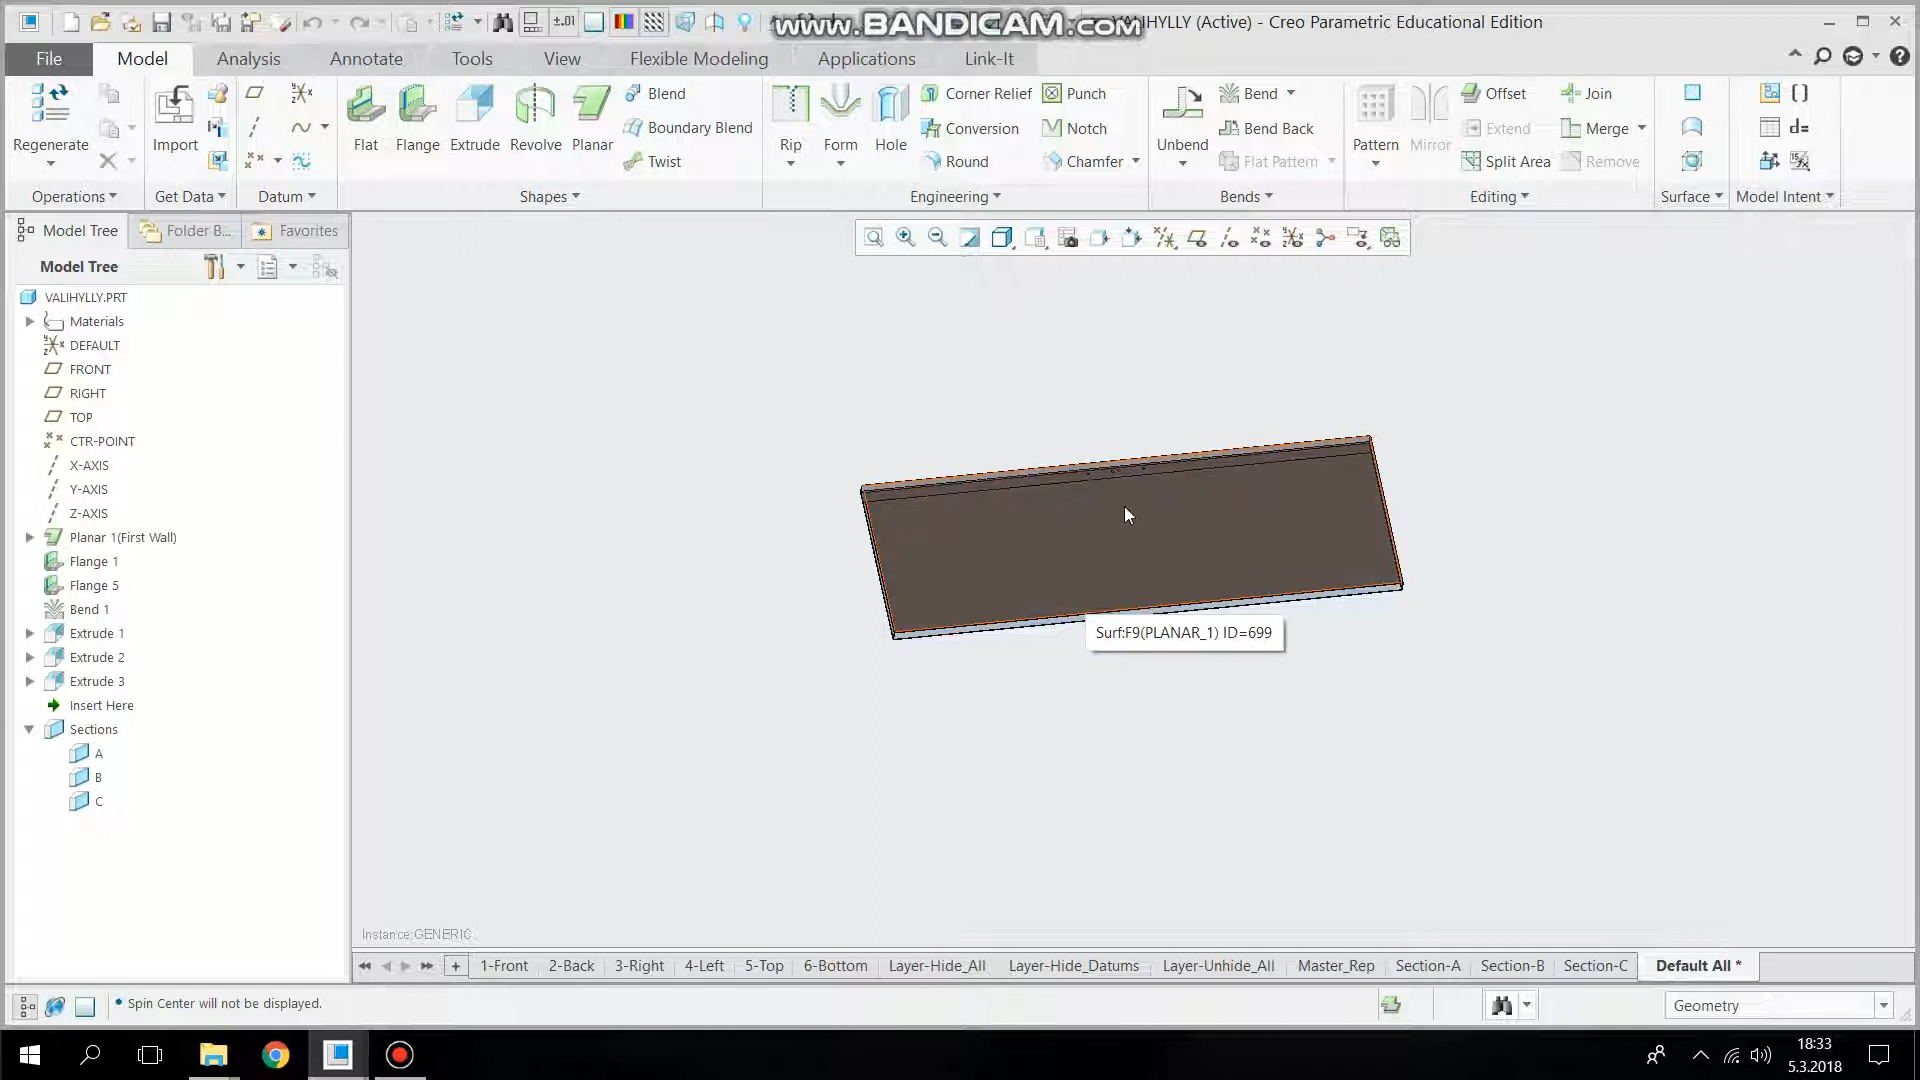 www.BANDICAM.com
VALIHYLLY (Active) - Creo Parametric Educational Edition
File
Model
Analysis
Annotate
Tools
View
Flexible Modeling
Applications
Link-It
Regenerate
Import
Flat
Flange
Extrude
Revolve
Planar
Blend
Boundary Blend
Twist
Rip
Form
Hole
Corner Relief
Conversion
Round
Punch
Notch
Chamfer
Unbend
Bend
Bend Back
Flat Pattern
Pattern
Mirror
Offset
Extend
Split Area
Join
Merge
Remove
Operations
Get Data
Datum
Shapes
Engineering
Bends
Editing
Surface
Model Intent
Model Tree
Folder B...
Favorites
Model Tree
VALIHYLLY.PRT
Materials
DEFAULT
FRONT
RIGHT
TOP
CTR-POINT
X-AXIS
Y-AXIS
Z-AXIS
Planar 1(First Wall)
Flange 1
Flange 5
Bend 1
Extrude 1
Extrude 2
Extrude 3
Insert Here
Sections
A
B
C
Surf:F9(PLANAR_1) ID=699
Instance:GENERIC
1-Front
2-Back
3-Right
4-Left
5-Top
6-Bottom
Layer-Hide_All
Layer-Hide_Datums
Layer-Unhide_All
Master_Rep
Section-A
Section-B
Section-C
Default All *
Spin Center will not be displayed.
Geometry
18:33
5.3.2018